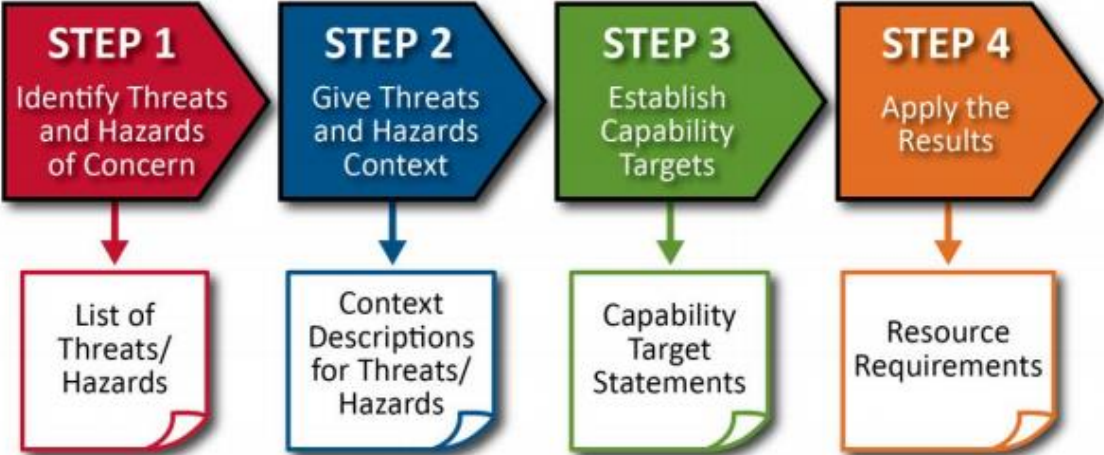 STEP 1
Identify Threats
and Hazards
of Concern
STEP 2
Give Threats
and Hazards
Context
STEP 3
Establish
Capability
Targets
STEP 4
Apply the
Results
List of
Threats/
Hazards
Context
Descriptions
for Threats/
Hazards
Capability
Target
Statements
Resource
Requirements